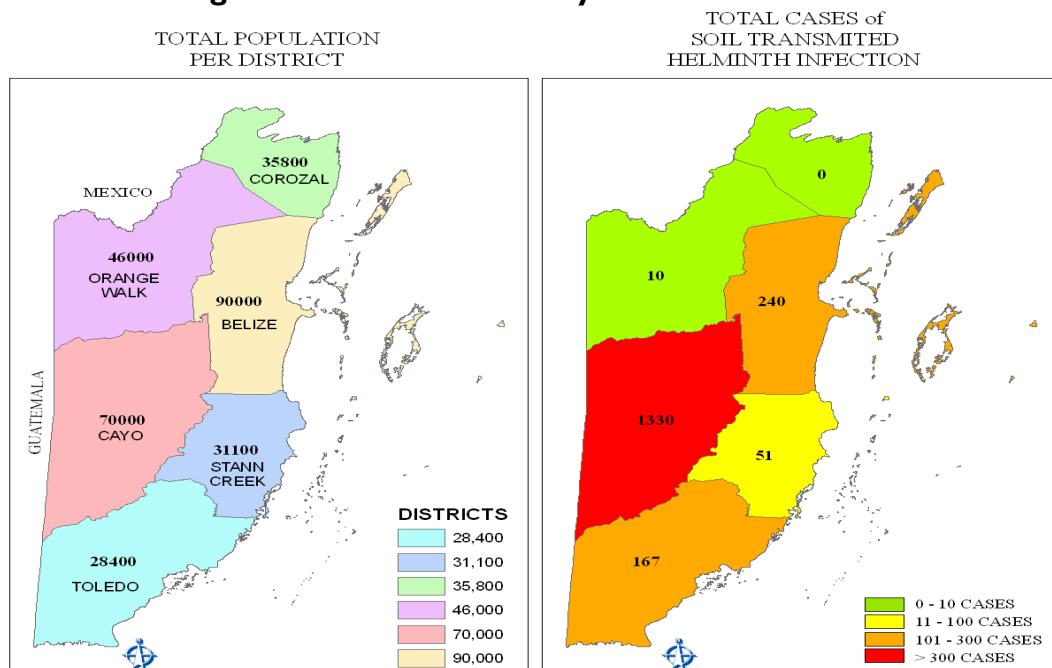 TOTAL POPULATION
PER DISTRICT
35800
COROZAL
MEXICO
46000
ORANGE
WALK
90000
BELIZE
GUATEMALA
70000
CAYO
31100
STANN
CREEK
28400
TOLEDO
DISTRICTS
28,400
31,100
35,800
46,000
70,000
90,000
TOTAL CASES of
SOIL TRANSMITED
HELMINTH INFECTION
0
10
240
1330
51
167
0 - 10 CASES
11 - 100 CASES
101 - 300 CASES
> 300 CASES